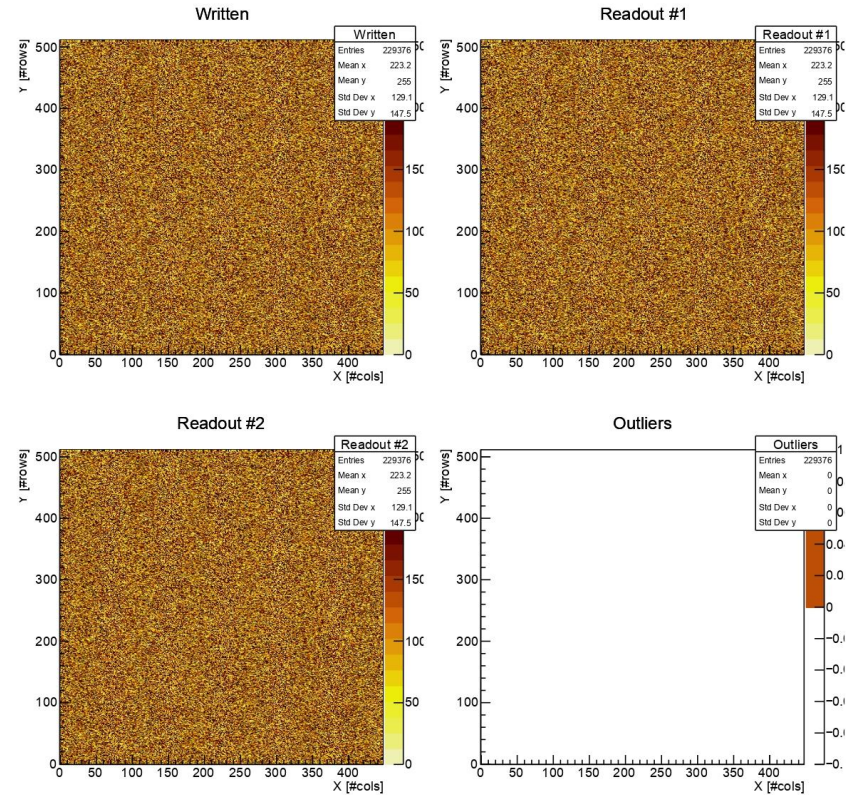 Written
Written
Entries 229376
Mean x 223.2
Mean y 255
Std Dev x 129.1
Std Dev y 147.5
Y [#rows]
500
400
300
200
100
0
150
100
50
0
0 50 100 150 200 250 300 350 400
X [#cols]
Readout #1
Readout #1
Entries 229376
Mean x 223.2
Mean y 255
Std Dev x 129.1
Std Dev y 147.5
Y [#rows]
500
400
300
200
100
0
150
100
50
0
0 50 100 150 200 250 300 350 400
X [#cols]
Readout #2
Readout #2
Entries 229376
Mean x 223.2
Mean y 255
Std Dev x 129.1
Std Dev y 147.5
Y [#rows]
500
400
300
200
100
0
150
100
50
0
0 50 100 150 200 250 300 350 400
X [#cols]
Outliers
Outliers
Entries 229376
Mean x 0
Mean y 0
Std Dev x 0
Std Dev y 0
Y [#rows]
500
400
300
200
100
0
1
0
0 50 100 150 200 250 300 350 400
X [#cols]